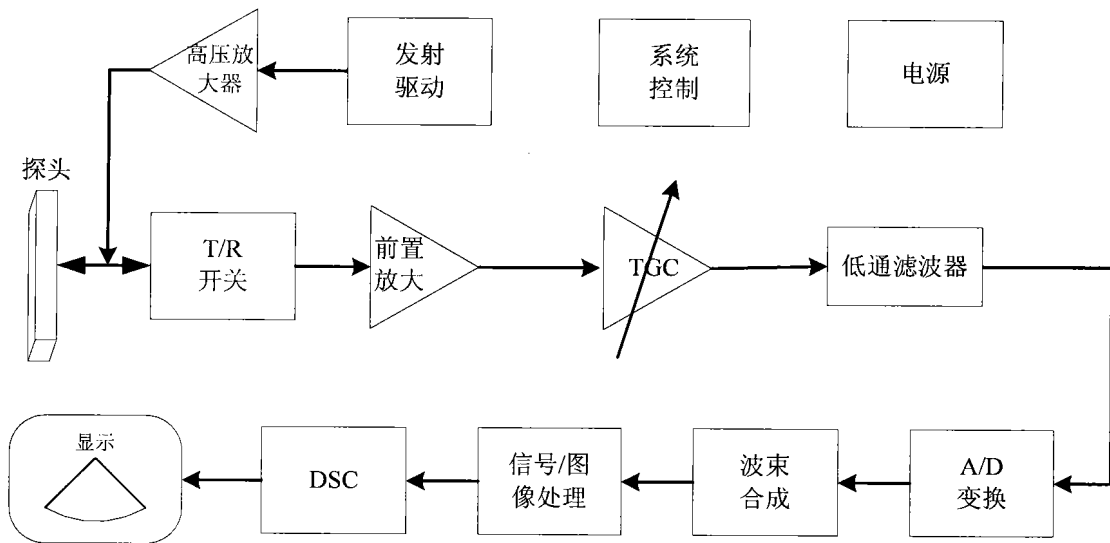 高压放
大器
发射
驱动
系统
控制
电源
探头
T/R
开关
前置
放大
TGC
低通滤波器
显示
DSC
信号/图
像处理
波束
合成
A/D
变换